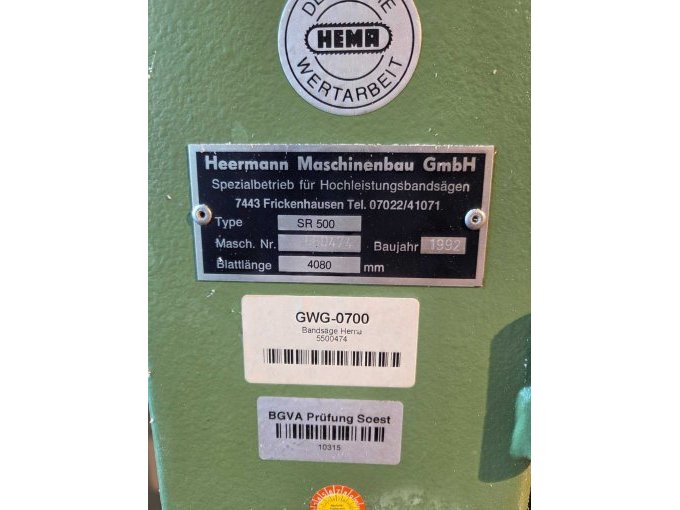 HEMA
WERTARBEIT
Heermann Maschinenbau GmbH
Spezialbetrieb für Hochleistungsbandsägen
7443 Frickenhausen Tel. 07022/41071
Type SR 500
Masch. Nr. Baujahr 1992
Blattlänge 4080 mm
GWG-0700
Bandsäge Hema
5500474
BGVA Prüfung Soest
10315